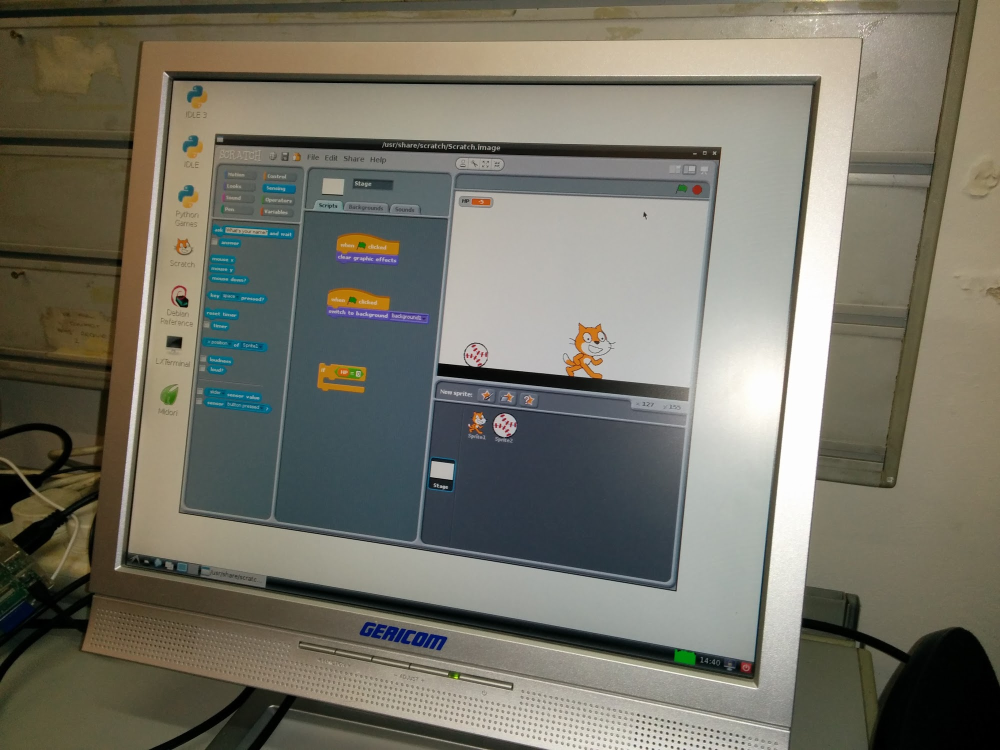 IDLE 3
IDLE
Python
Games
Scratch
Debian
Reference
LXTerminal
Midori
/usr/share/scratch/Scratch.image
SCRATCH
File Edit Share Help
Motion Control
Looks Sensing
Sound Operators
Pen Variables
ask What's your name? and wait
answer
mouse x
mouse y
mouse down?
key space pressed?
reset timer
timer
x position of Sprite1
loudness
loud?
slider sensor value
sensor button pressed ?
Stage
Scripts Backgrounds Sounds
when clicked
clear graphic effects
when clicked
switch to background background1
if HP = 0
HP -5
New sprite:
x: 127 y: 155
Sprite1 Sprite2
Stage
/usr/share/scratc...
14:40
GERICOM
FUNCTION
- ADJUST +